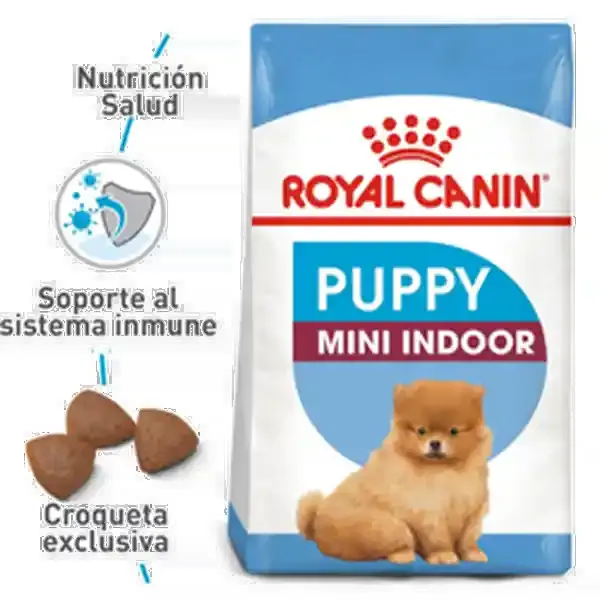 Nutrición
Salud
Soporte al
sistema inmune
Croqueta
exclusiva
ROYAL CANIN®
PUPPY
MINI INDOOR